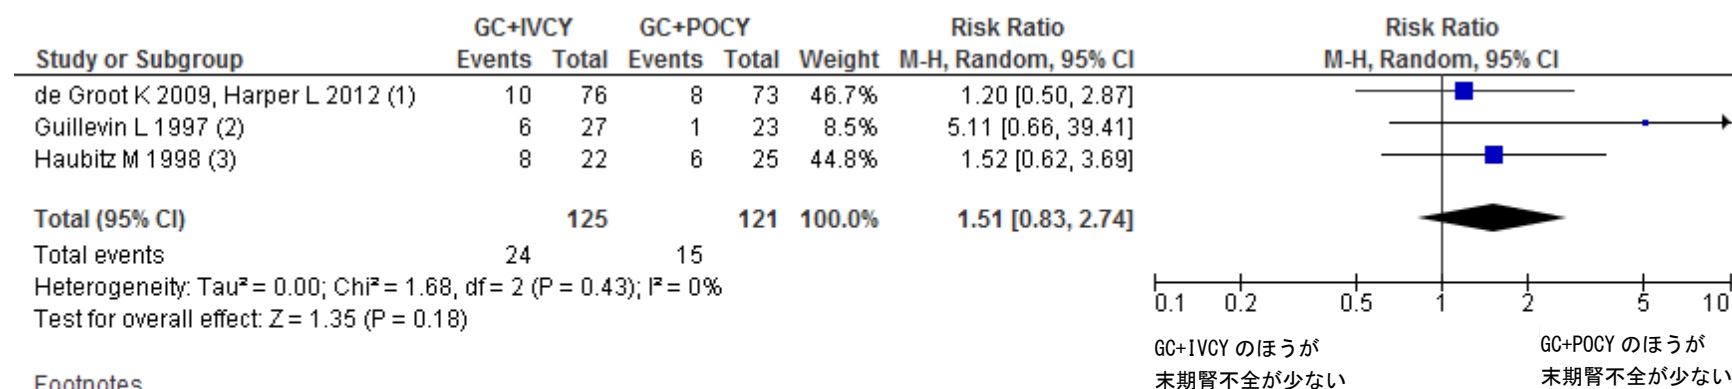 GC+IVCY GC+POCY Risk Ratio Risk Ratio
Study or Subgroup Events Total Events Total Weight M-H, Random, 95% CI M-H, Random, 95% CI
de Groot K 2009, Harper L 2012 (1) 10 76 8 73 46.7% 1.20 [0.50, 2.87]
Guillevin L 1997 (2) 6 27 1 23 8.5% 5.11 [0.66, 39.41]
Haubitz M 1998 (3) 8 22 6 25 44.8% 1.52 [0.62, 3.69]
Total (95% CI) 125 121 100.0% 1.51 [0.83, 2.74]
Total events 24 15
Heterogeneity: Tau² = 0.00; Chi² = 1.68, df = 2 (P = 0.43); I² = 0%
Test for overall effect: Z = 1.35 (P = 0.18)
0.1 0.2 0.5 1 2 5 10
GC+IVCY のほうが
末期腎不全が少ない
GC+POCY のほうが
末期腎不全が少ない
Footnotes